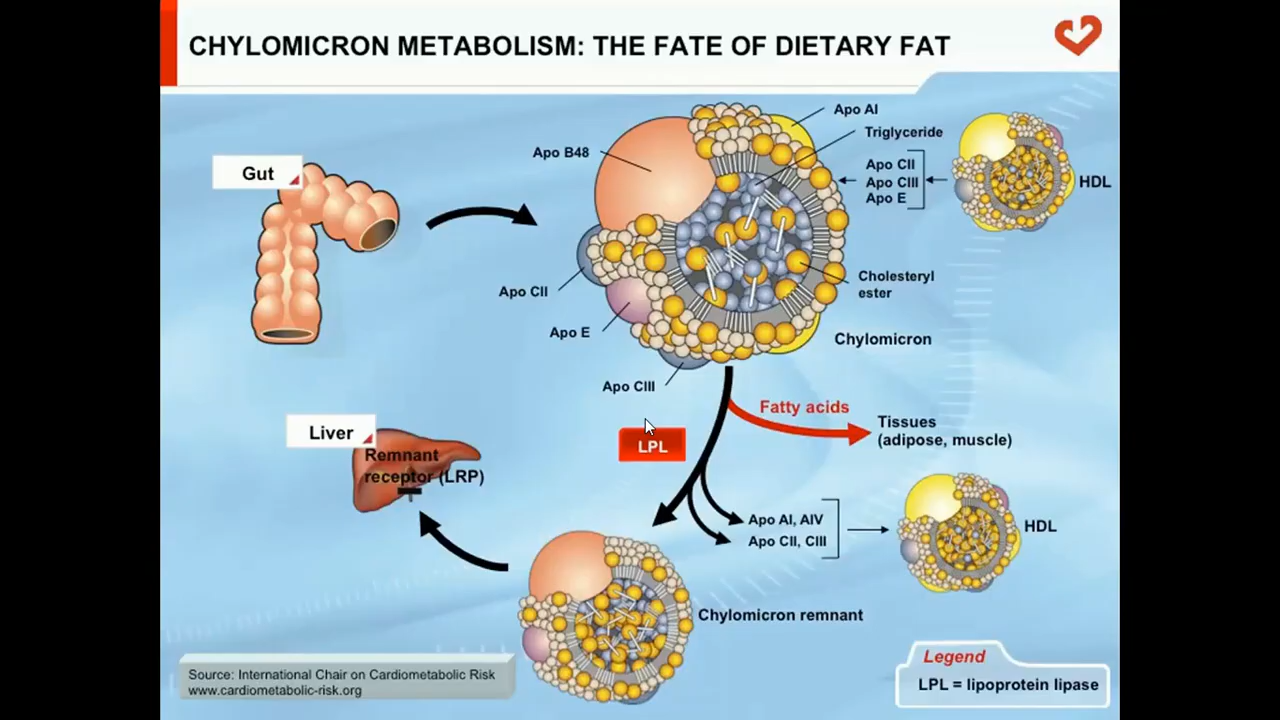 CHYLOMICRON METABOLISM: THE FATE OF DIETARY FAT
Gut
Apo B48
Apo CII
Apo E
Apo CIII
Apo AI
Triglyceride
Apo CII
Apo CIII
Apo E
HDL
Cholesteryl
ester
Chylomicron
Fatty acids
Tissues
(adipose, muscle)
LPL
Liver
Remnant
receptor (LRP)
Apo AI, AIV
Apo CII, CIII
HDL
Chylomicron remnant
Source: International Chair on Cardiometabolic Risk
www.cardiometabolic-risk.org
Legend
LPL = lipoprotein lipase